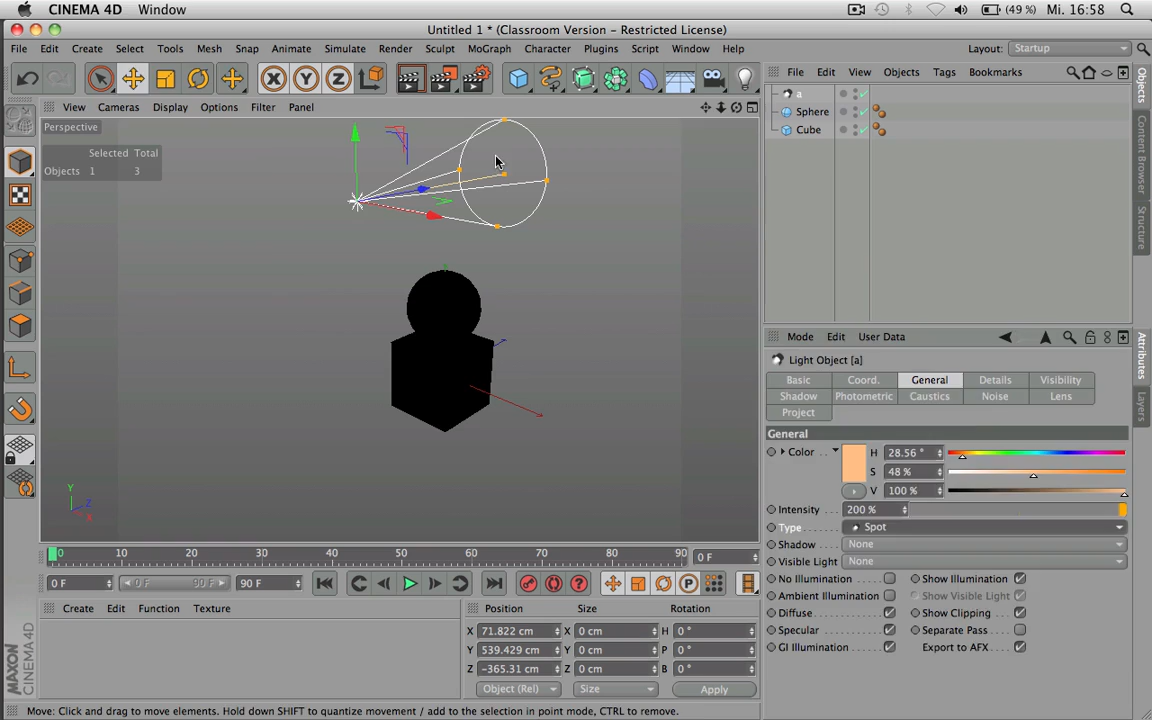 CINEMA 4D Window (49 %) Mi. 16:58
Untitled 1 * (Classroom Version - Restricted License)
File Edit Create Select Tools Mesh Snap Animate Simulate Render Sculpt MoGraph Character Plugins Script Window Help Layout: Startup
X Y Z
File Edit View Objects Tags Bookmarks
View Cameras Display Options Filter Panel
Perspective
Selected Total
Objects 1 3
a
Sphere
Cube
Objects
Content Browser
Structure
Mode Edit User Data
Light Object [a]
Basic Coord. General Details Visibility
Shadow Photometric Caustics Noise Lens
Project
Attributes
Layers
General
Color H 28.56 °
S 48 %
V 100 %
Intensity 200 %
Type Spot
Shadow None
Visible Light None
No Illumination Show Illumination
Ambient Illumination Show Visible Light
Diffuse Show Clipping
Specular Separate Pass
GI Illumination Export to AFX
Y
Z
X
0 10 20 30 40 50 60 70 80 90 0 F
0 F 0 F 90 F 90 F P
Create Edit Function Texture
Position Size Rotation
X 71.822 cm X 0 cm H 0 °
Y 539.429 cm Y 0 cm P 0 °
Z -365.31 cm Z 0 cm B 0 °
Object (Rel) Size Apply
MAXON CINEMA 4D
Move: Click and drag to move elements. Hold down SHIFT to quantize movement / add to the selection in point mode, CTRL to remove.